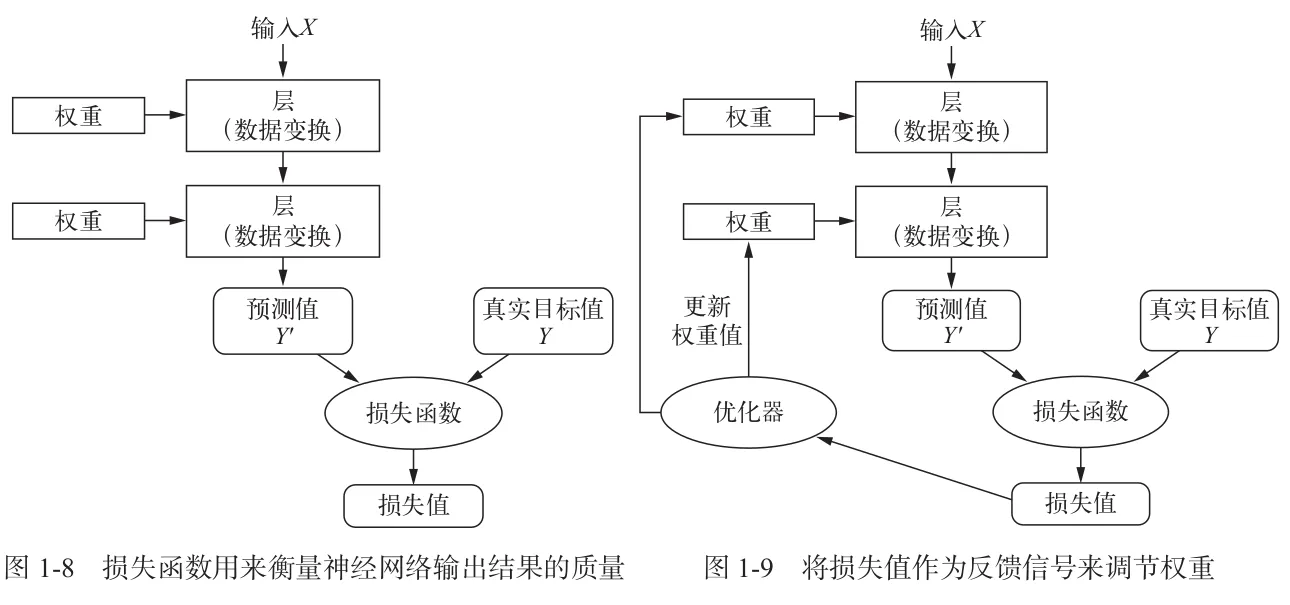 输入X
权重
层
（数据变换）
权重
层
（数据变换）
预测值
Y'
真实目标值
Y
损失函数
损失值
图 1-8 损失函数用来衡量神经网络输出结果的质量
输入X
权重
层
（数据变换）
权重
层
（数据变换）
更新
权重值
预测值
Y'
真实目标值
Y
优化器
损失函数
损失值
图 1-9 将损失值作为反馈信号来调节权重